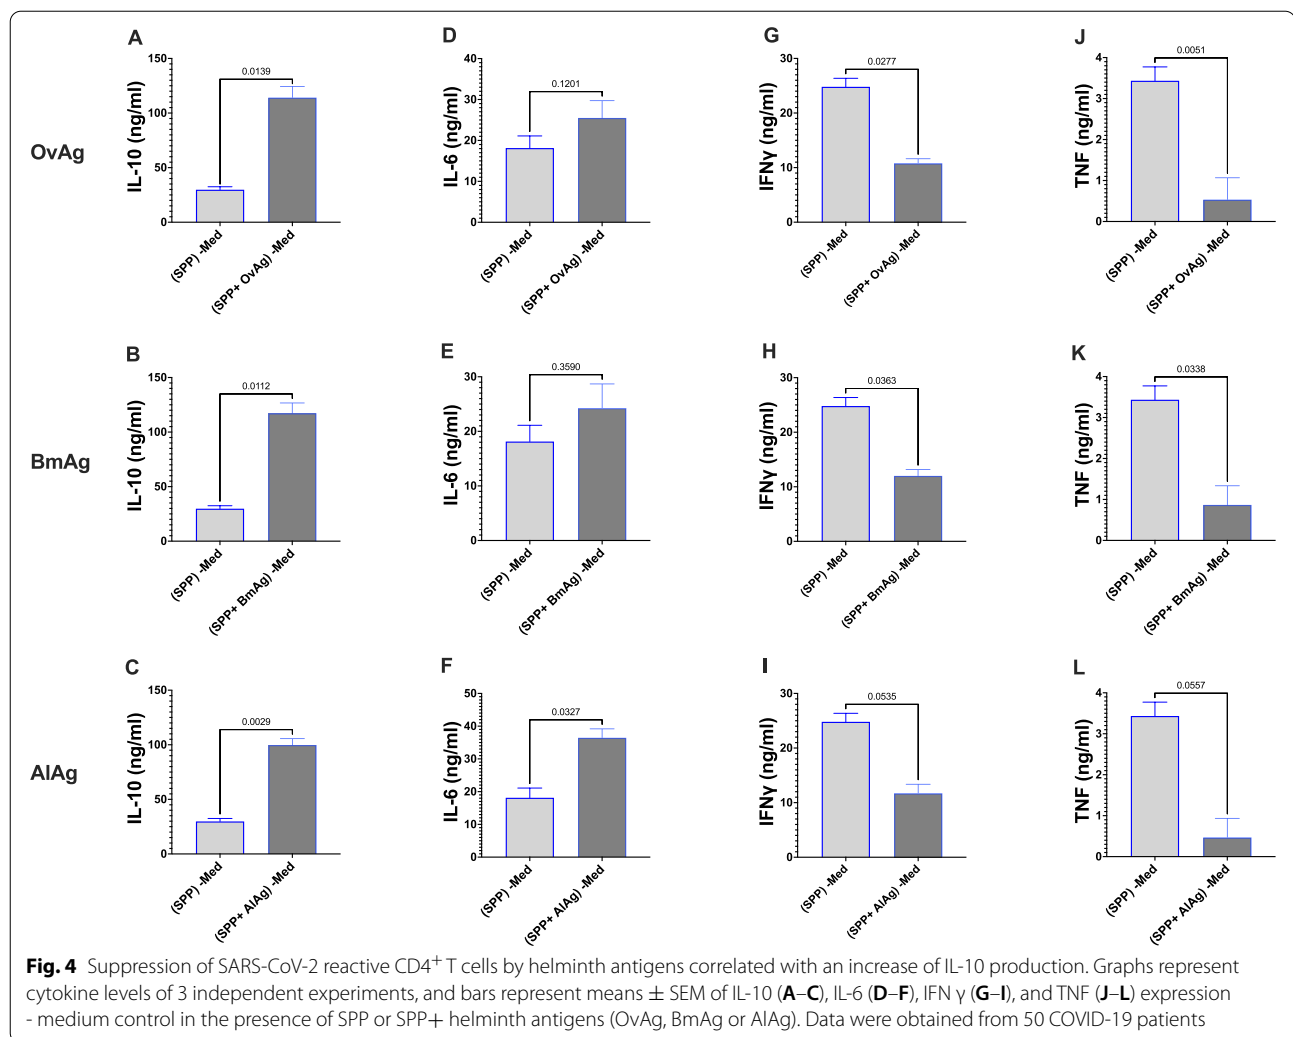 A
D
G
J
OvAg
IL-10 (ng/ml)
150
100
50
0
0.0139
(SPP) -Med
(SPP+ OvAg) -Med
IL-6 (ng/ml)
40
30
20
10
0
0.1201
(SPP) -Med
(SPP+ OvAg) -Med
IFNγ (ng/ml)
30
20
10
0
0.0277
(SPP) -Med
(SPP+ OvAg) -Med
TNF (ng/ml)
4
3
2
1
0
0.0051
(SPP) -Med
(SPP+ OvAg) -Med
B
E
H
K
BmAg
IL-10 (ng/ml)
150
100
50
0
0.0112
(SPP) -Med
(SPP+ BmAg) -Med
IL-6 (ng/ml)
30
20
10
0
0.3590
(SPP) -Med
(SPP+ BmAg) -Med
IFNγ (ng/ml)
30
20
10
0
0.0363
(SPP) -Med
(SPP+ BmAg) -Med
TNF (ng/ml)
4
3
2
1
0
0.0338
(SPP) -Med
(SPP+ BmAg) -Med
C
F
I
L
AlAg
IL-10 (ng/ml)
150
100
50
0
0.0029
(SPP) -Med
(SPP+ AlAg) -Med
IL-6 (ng/ml)
50
40
30
20
10
0
0.0327
(SPP) -Med
(SPP+ AlAg) -Med
IFNγ (ng/ml)
30
20
10
0
0.0535
(SPP) -Med
(SPP+ AlAg) -Med
TNF (ng/ml)
4
3
2
1
0
0.0557
(SPP) -Med
(SPP+ AlAg) -Med
Fig. 4 Suppression of SARS-CoV-2 reactive CD4+ T cells by helminth antigens correlated with an increase of IL-10 production. Graphs represent
cytokine levels of 3 independent experiments, and bars represent means ± SEM of IL-10 (A–C), IL-6 (D–F), IFN γ (G–I), and TNF (J–L) expression
- medium control in the presence of SPP or SPP+ helminth antigens (OvAg, BmAg or AlAg). Data were obtained from 50 COVID-19 patients